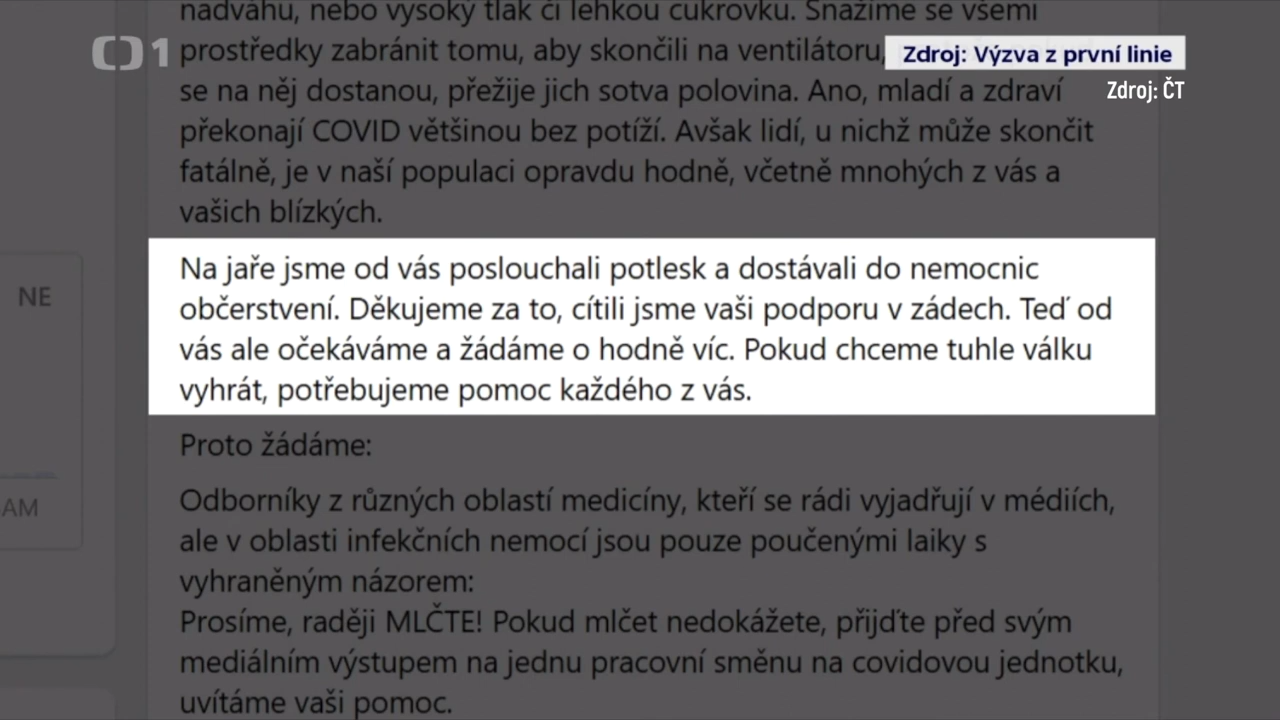 nadváhu, nebo vysoký tlak či lehkou cukrovku. Snažíme se všemi
1
prostředky zabránit tomu, aby skončili na ventilátoru,
Zdroj: Výzva z první linie
se na něj dostanou, přežije jich sotva polovina. Ano, mladí a zdraví
Zdroj: ČT
překonají COVID většinou bez potíží. Avšak lidí, u nichž může skončit
fatálně, je v naší populaci opravdu hodně, včetně mnohých z vás a
vašich blízkých.
Na jaře jsme od vás poslouchali potlesk a dostávali do nemocnic
občerstvení. Děkujeme za to, cítili jsme vaši podporu v zádech. Teď od
vás ale očekáváme a žádáme o hodně víc. Pokud chceme tuhle válku
vyhrát, potřebujeme pomoc každého z vás.
NE
Proto žádáme:
Odborníky z různých oblastí medicíny, kteří se rádi vyjadřují v médiích,
AM
ale v oblasti infekčních nemocí jsou pouze poučenými laiky s
vyhraněným názorem:
Prosíme, raději MLČTE! Pokud mlčet nedokážete, přijďte před svým
mediálním výstupem na jednu pracovní směnu na covidovou jednotku,
uvítáme vaši pomoc.